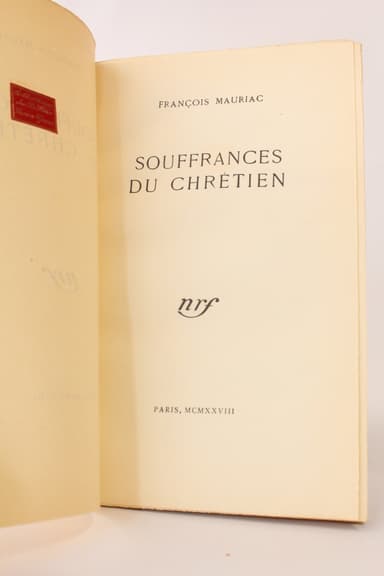 FRANÇOIS MAURIAC
SOUFFRANCES
DU CHRÉTIEN
nrf
PARIS, MCMXXVIII